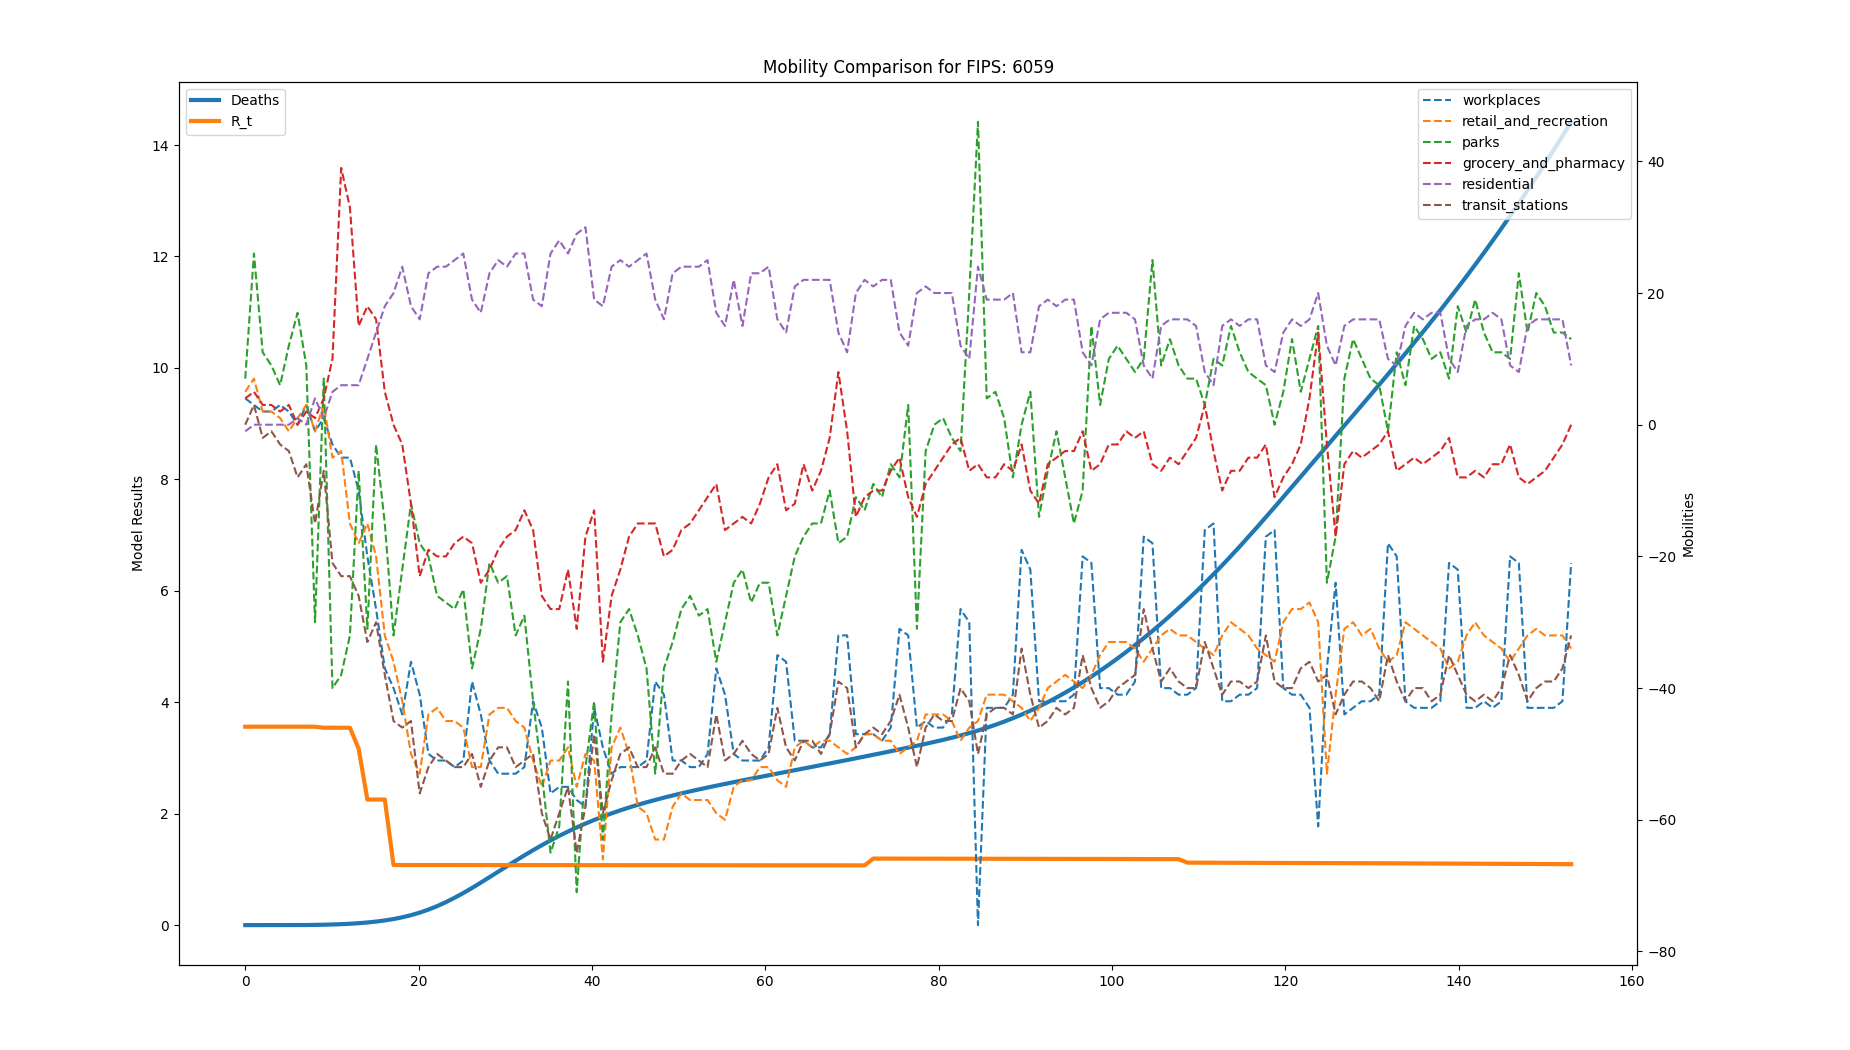 Mobility Comparison for FIPS: 6059
Deaths
R_t
workplaces
retail_and_recreation
parks
grocery_and_pharmacy
residential
transit_stations
Model Results
14
12
10
8
6
4
2
0
Mobilities
40
20
0
−20
−40
−60
−80
0 20 40 60 80 100 120 140 160